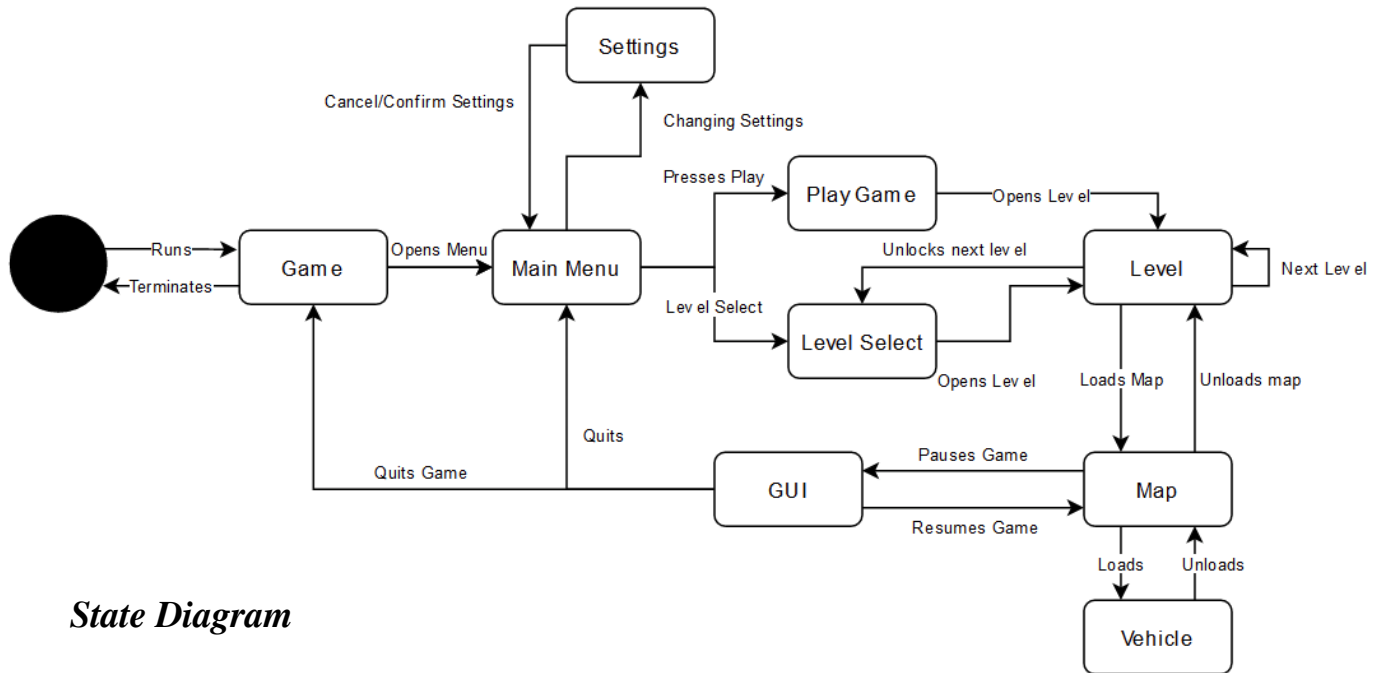 Settings
Cancel/Confirm Settings
Changing Settings
Presses Play
Play Game
Opens Level
Runs
Terminates
Game
Opens Menu
Main Menu
Unlocks next level
Level
Next Level
Level Select
Level Select
Opens Level
Loads Map
Unloads map
Quits
Quits Game
GUI
Pauses Game
Resumes Game
Map
Loads
Unloads
Vehicle
State Diagram